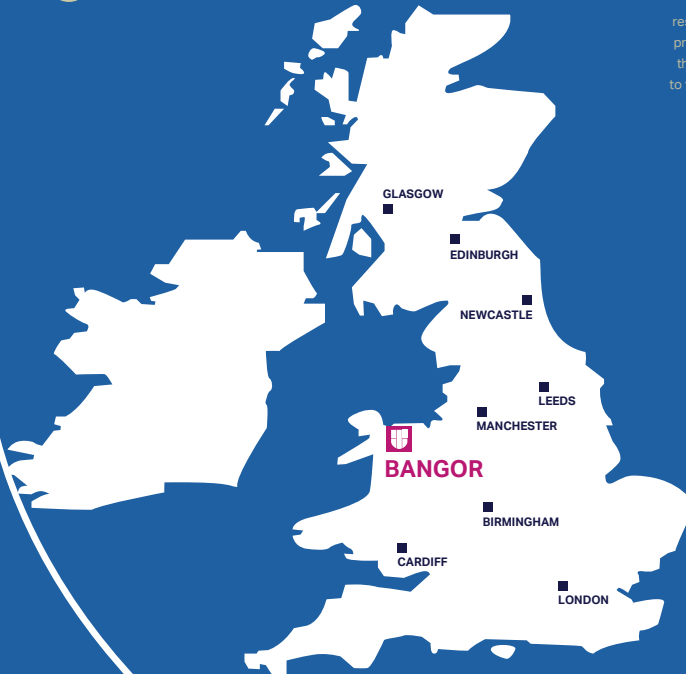 GLASGOW
EDINBURGH
NEWCASTLE
LEEDS
MANCHESTER
BANGOR
BIRMINGHAM
CARDIFF
LONDON